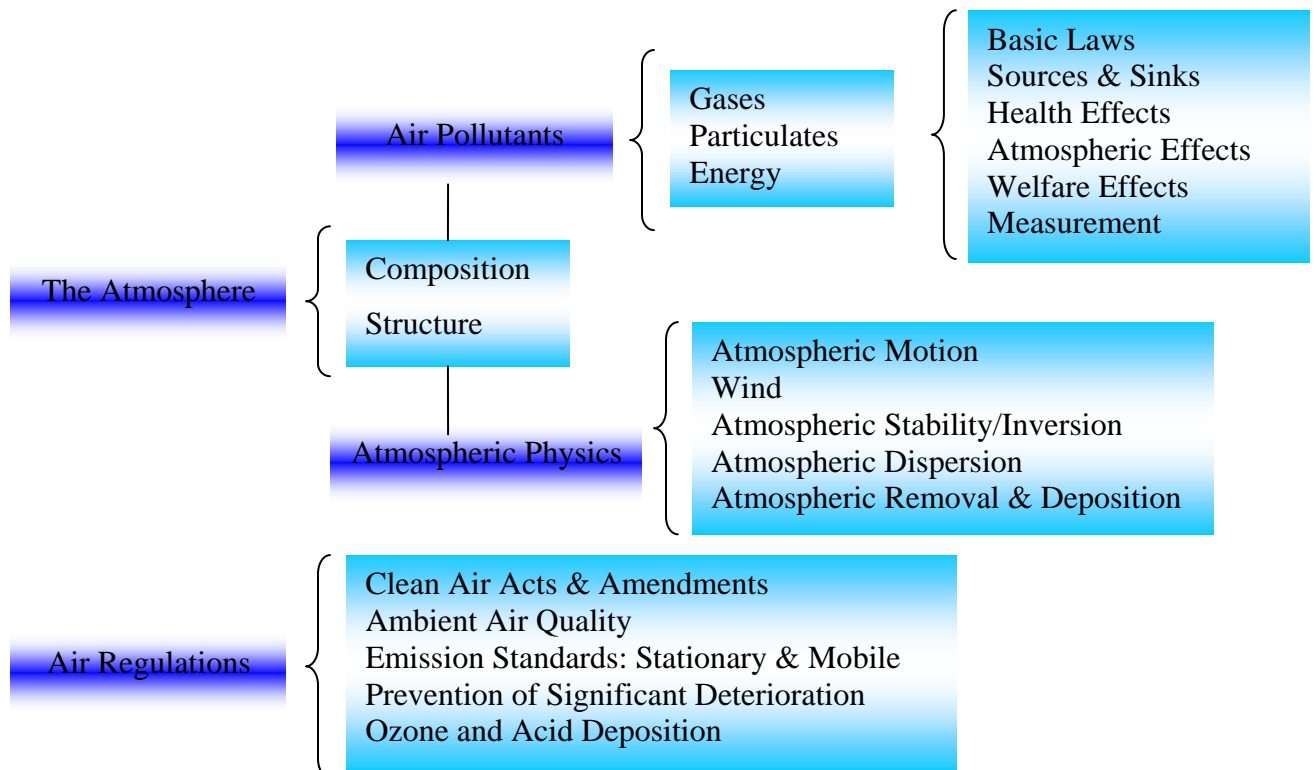 Air Pollutants
Gases
Particulates
Energy
Basic Laws
Sources & Sinks
Health Effects
Atmospheric Effects
Welfare Effects
Measurement
The Atmosphere
Composition
Structure
Atmospheric Physics
Atmospheric Motion
Wind
Atmospheric Stability/Inversion
Atmospheric Dispersion
Atmospheric Removal & Deposition
Air Regulations
Clean Air Acts & Amendments
Ambient Air Quality
Emission Standards: Stationary & Mobile
Prevention of Significant Deterioration
Ozone and Acid Deposition